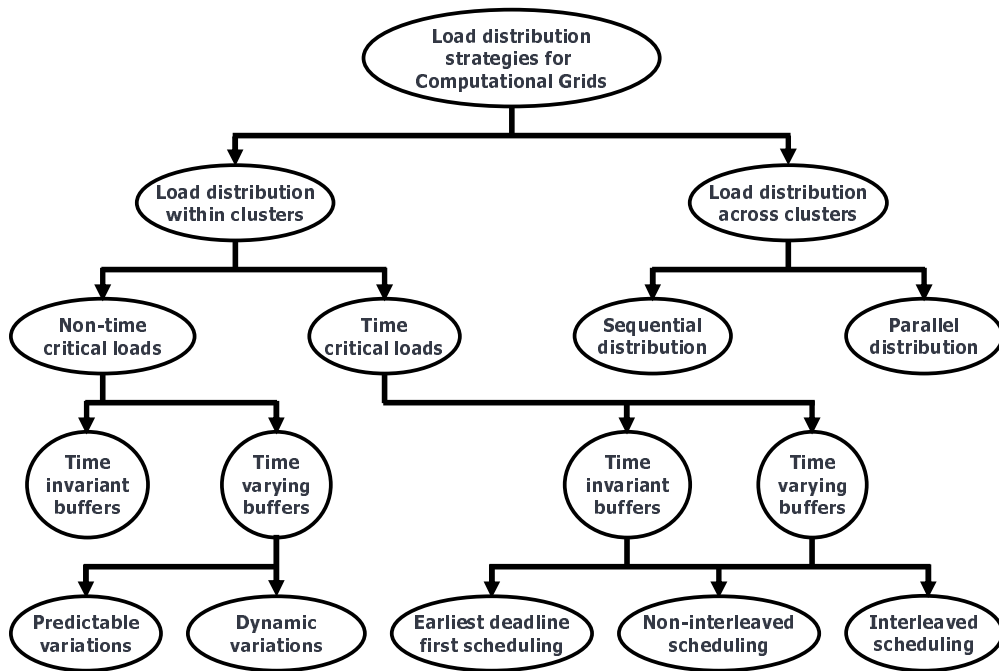 Load distribution
strategies for
Computational Grids
Load distribution
within clusters
Load distribution
across clusters
Non-time
critical loads
Time
critical loads
Sequential
distribution
Parallel
distribution
Time
invariant
buffers
Time
varying
buffers
Time
invariant
buffers
Time
varying
buffers
Predictable
variations
Dynamic
variations
Earliest deadline
first scheduling
Non-interleaved
scheduling
Interleaved
scheduling